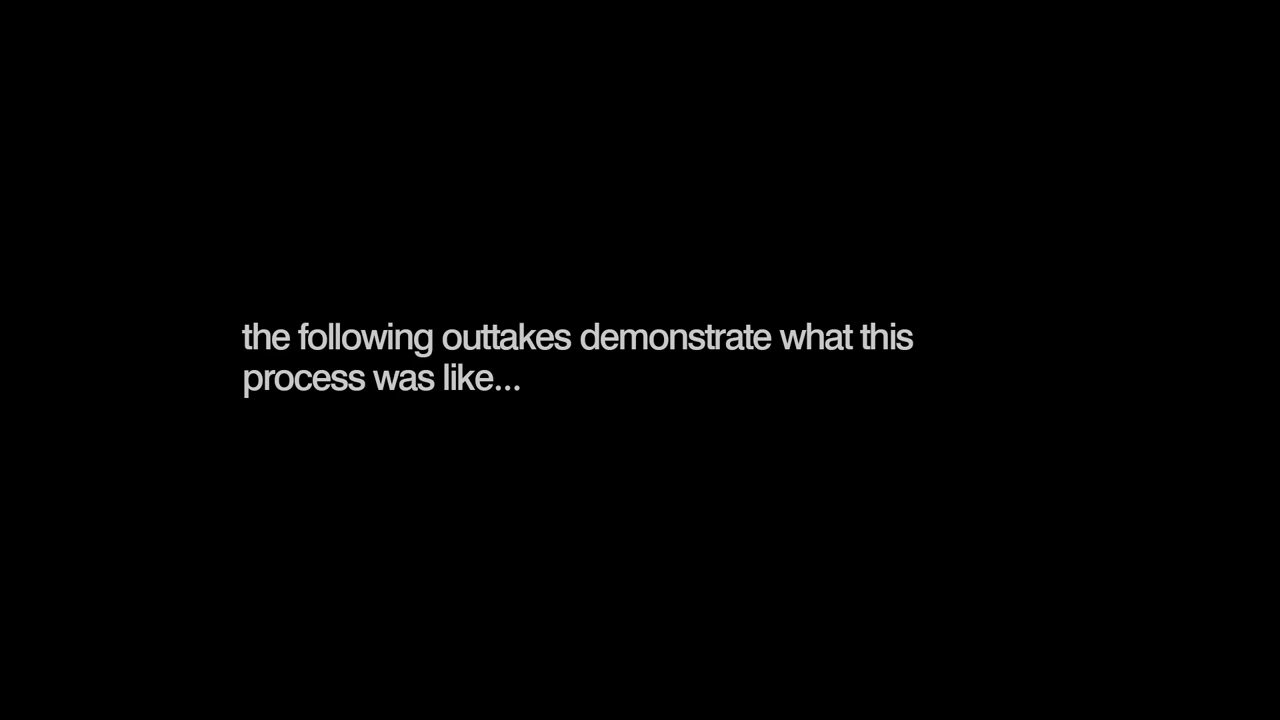 the following outtakes demonstrate what this
process was like...